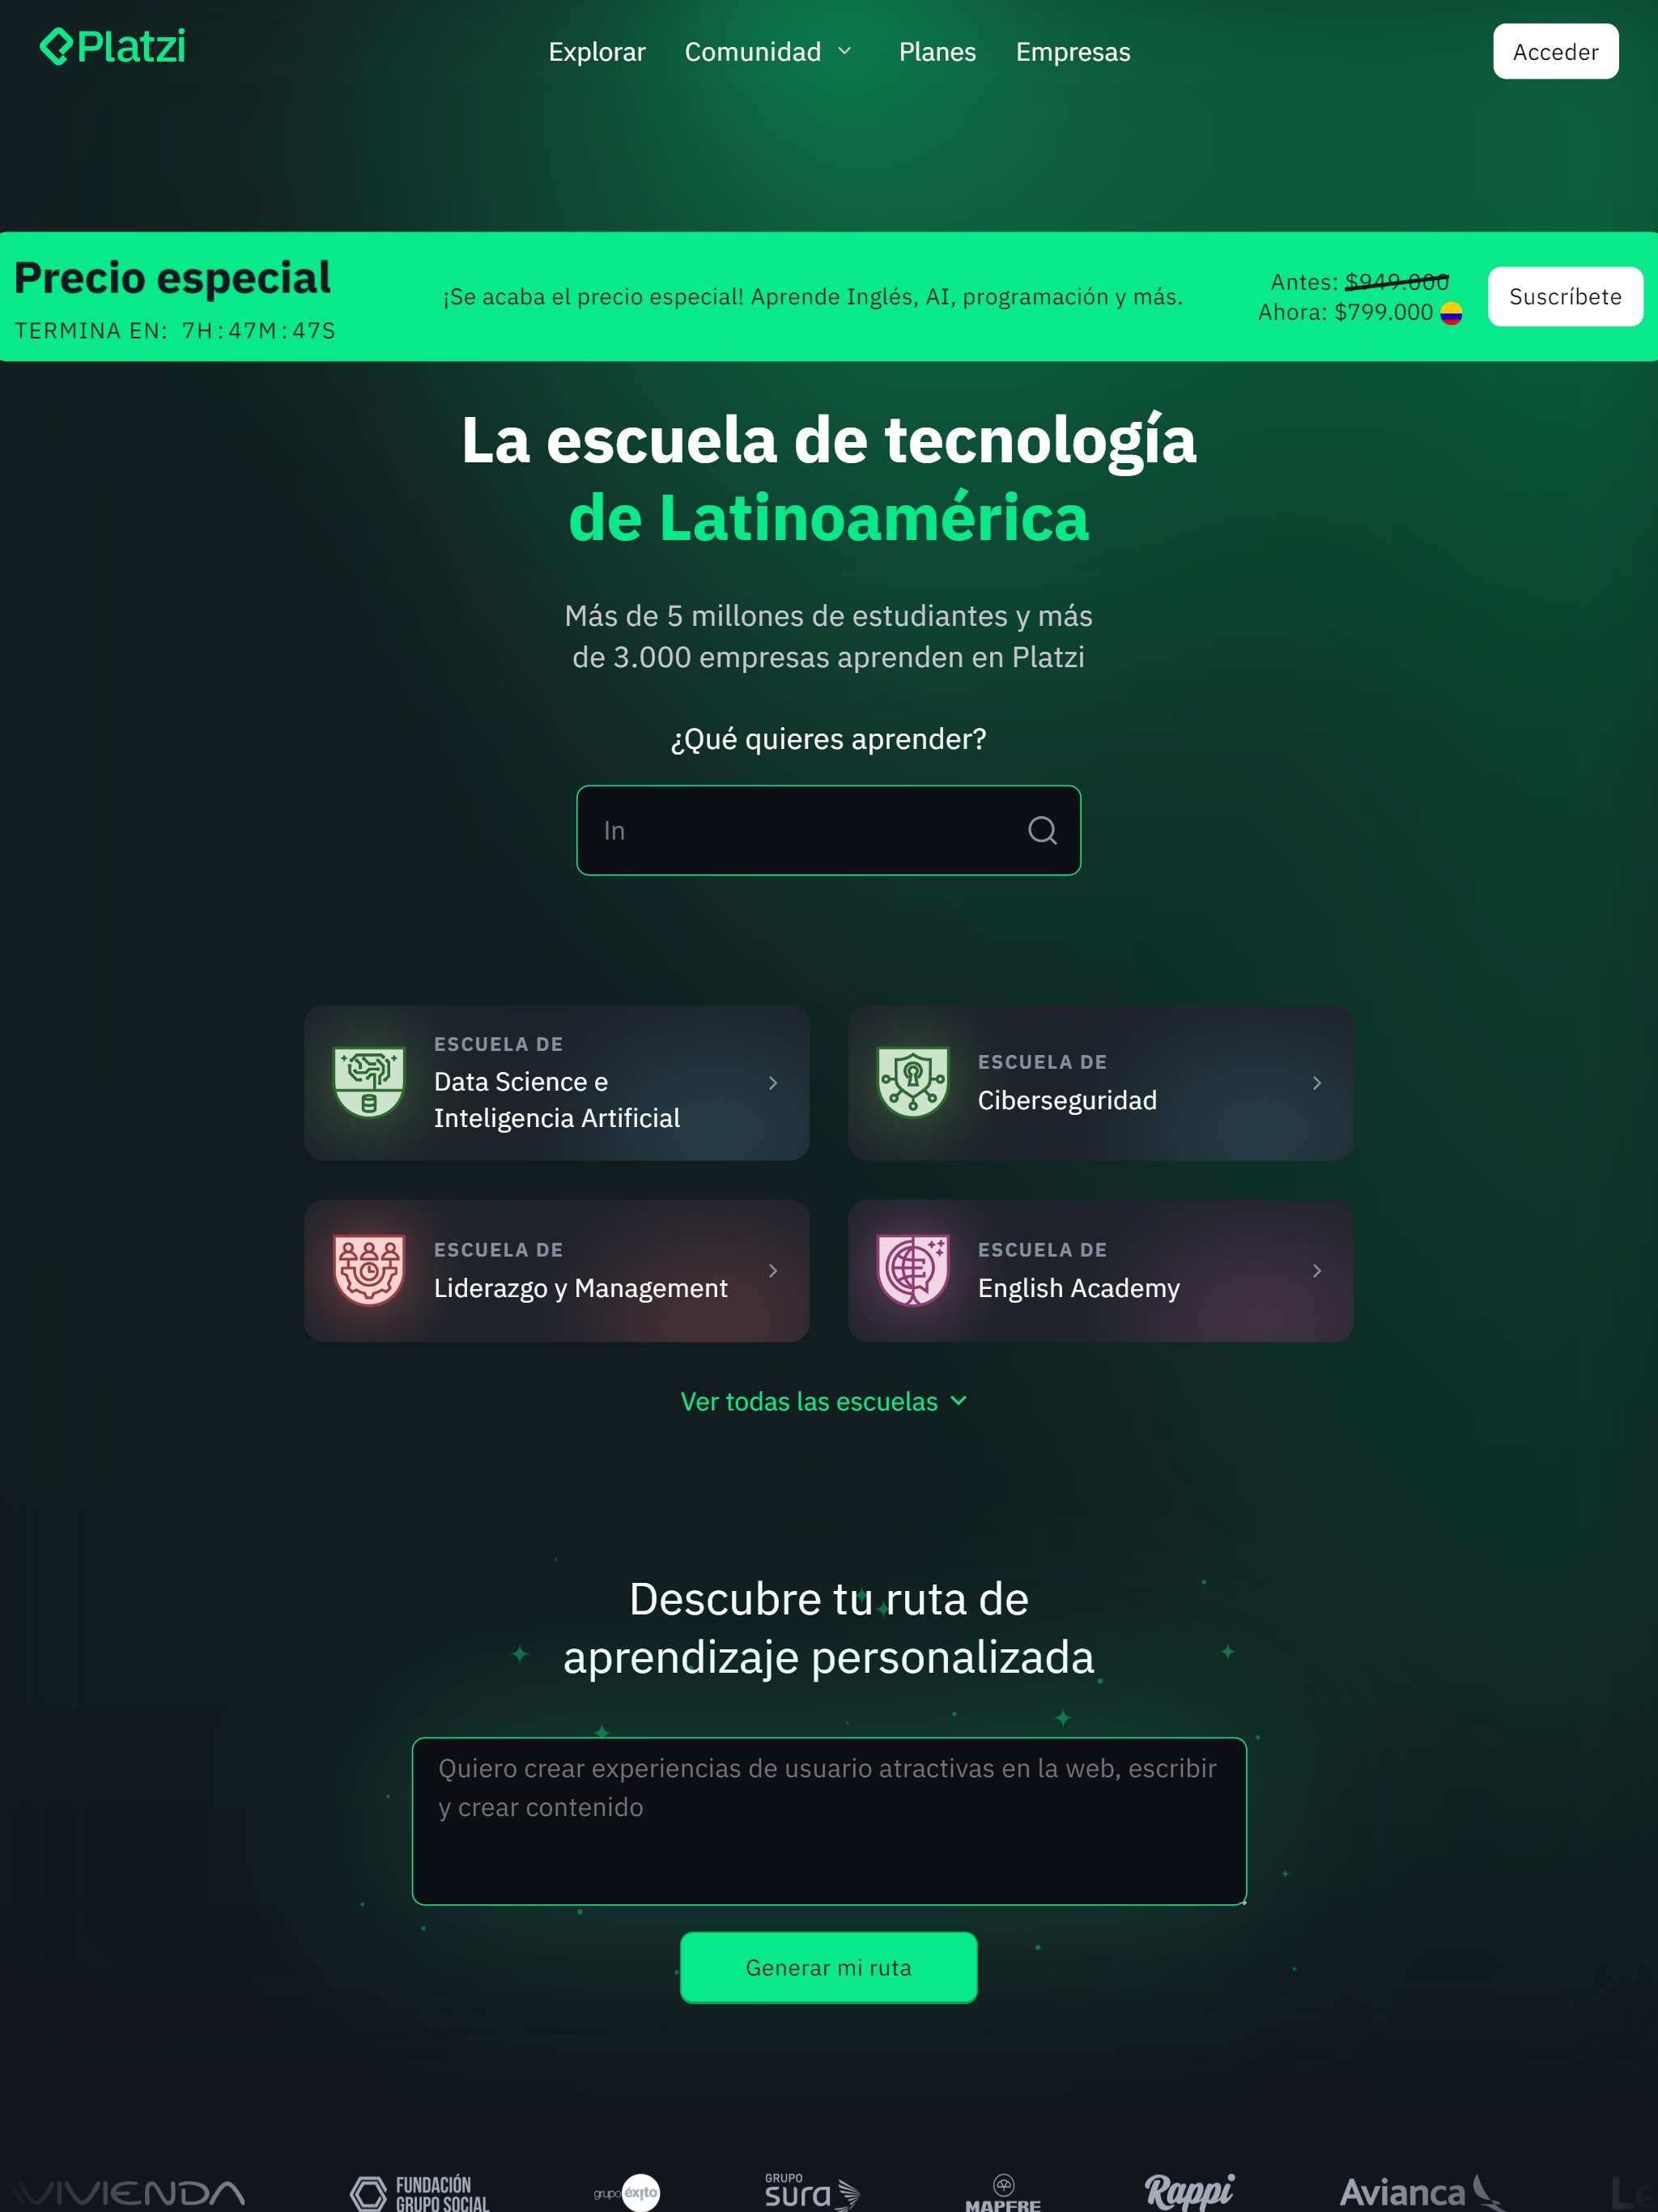 Platzi
Explorar
Comunidad
Planes
Empresas
Acceder
Precio especial
TERMINA EN: 7H:47M:47S
¡Se acaba el precio especial! Aprende Inglés, AI, programación y más.
Antes: $949.000
Ahora: $799.000
Suscríbete
La escuela de tecnología
de Latinoamérica
Más de 5 millones de estudiantes y más
de 3.000 empresas aprenden en Platzi
¿Qué quieres aprender?
In
ESCUELA DE
Data Science e
Inteligencia Artificial
ESCUELA DE
Ciberseguridad
ESCUELA DE
Liderazgo y Management
ESCUELA DE
English Academy
Ver todas las escuelas
Descubre tu ruta de
aprendizaje personalizada
Quiero crear experiencias de usuario atractivas en la web, escribir
y crear contenido
Generar mi ruta
VIVIENDA
FUNDACIÓN
GRUPO SOCIAL
grupo éxito
GRUPO
sura
MAPFRE
Rappi
Avianca